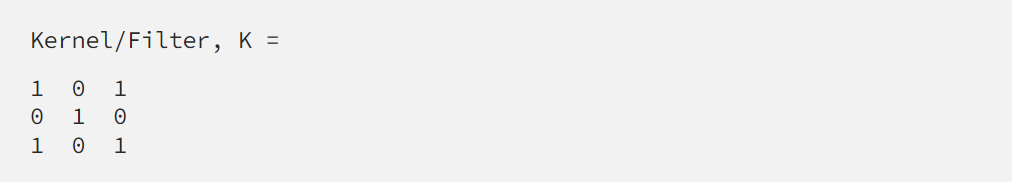 Kernel/Filter, K =
1 0 1
0 1 0
1 0 1